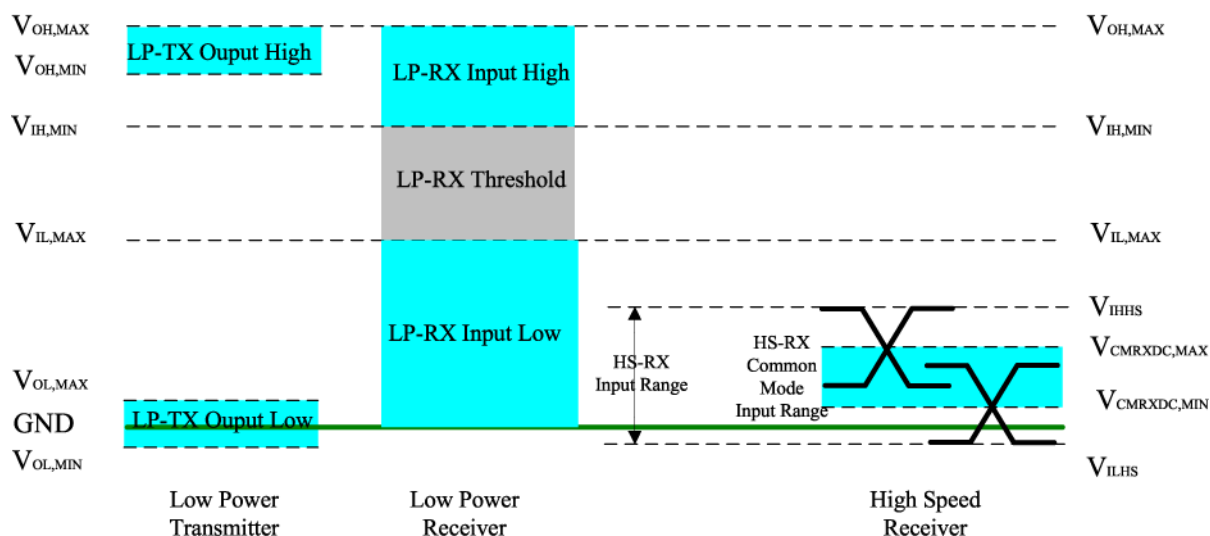 VOH,MAX
LP-TX Ouput High
VOH,MIN
LP-RX Input High
VOH,MAX
VIH,MIN
VIH,MIN
LP-RX Threshold
VIL,MAX
VIL,MAX
LP-RX Input Low
VIHHS
HS-RX
Input Range
HS-RX
Common
Mode
Input Range
VCMRXDC,MAX
VCMRXDC,MIN
VOL,MAX
LP-TX Ouput Low
GND
VOL,MIN
VILHS
Low Power
Transmitter
Low Power
Receiver
High Speed
Receiver